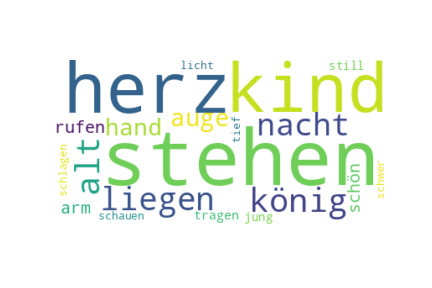 licht
still
herz
kind
rufen
hand
auge
tief
nacht
stehen
schlagen
alt
liegen
könig
schön
schwer
arm
schauen
tragen
jung